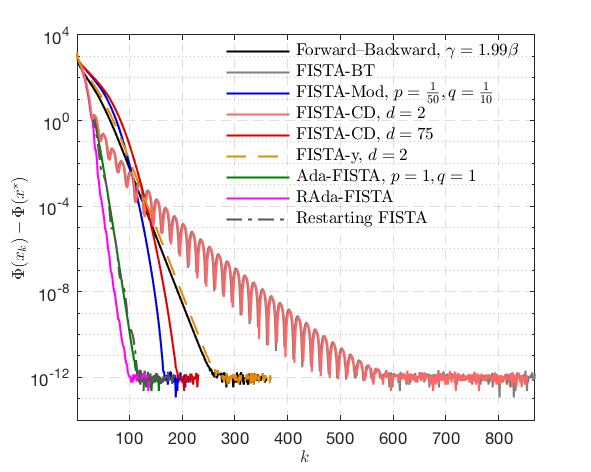 10^4
10^0
10^-4
10^-8
10^-12
Φ(x_k) − Φ(x*)
Forward–Backward, γ = 1.99β
FISTA-BT
FISTA-Mod, p = 1/50, q = 1/10
FISTA-CD, d = 2
FISTA-CD, d = 75
FISTA-y, d = 2
Ada-FISTA, p = 1, q = 1
RAda-FISTA
Restarting FISTA
100 200 300 400 500 600 700 800
k